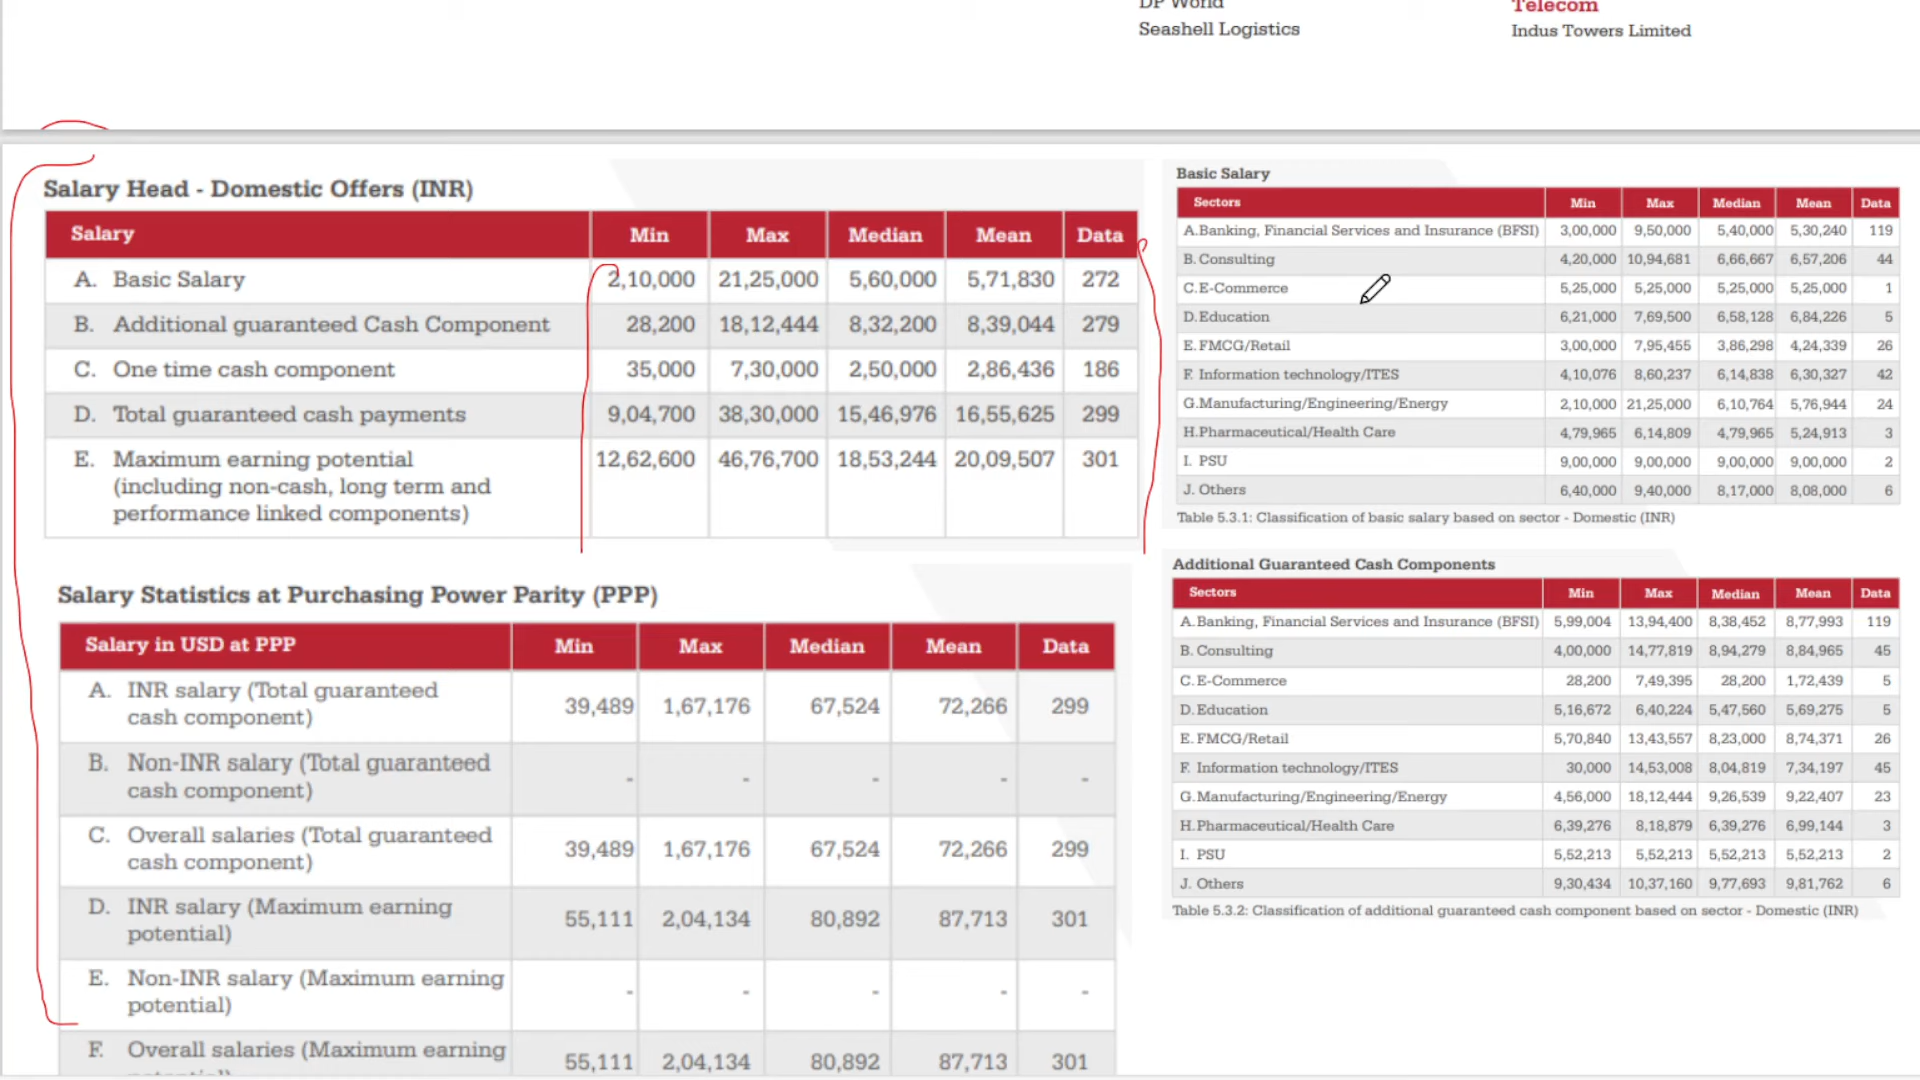 DP World
Seashell Logistics
Telecom
Indus Towers Limited
Salary Head - Domestic Offers (INR)
Salary Min Max Median Mean Data
A. Basic Salary 2,10,000 21,25,000 5,60,000 5,71,830 272
B. Additional guaranteed Cash Component 28,200 18,12,444 8,32,200 8,39,044 279
C. One time cash component 35,000 7,30,000 2,50,000 2,86,436 186
D. Total guaranteed cash payments 9,04,700 38,30,000 15,46,976 16,55,625 299
E. Maximum earning potential 12,62,600 46,76,700 18,53,244 20,09,507 301
(including non-cash, long term and
performance linked components)
Salary Statistics at Purchasing Power Parity (PPP)
Salary in USD at PPP Min Max Median Mean Data
A. INR salary (Total guaranteed
cash component) 39,489 1,67,176 67,524 72,266 299
B. Non-INR salary (Total guaranteed
cash component) - - - - -
C. Overall salaries (Total guaranteed
cash component) 39,489 1,67,176 67,524 72,266 299
D. INR salary (Maximum earning
potential) 55,111 2,04,134 80,892 87,713 301
E. Non-INR salary (Maximum earning
potential) - - - - -
F. Overall salaries (Maximum earning
55,111 2,04,134 80,892 87,713 301
Basic Salary
Sectors Min Max Median Mean Data
A.Banking, Financial Services and Insurance (BFSI) 3,00,000 9,50,000 5,40,000 5,30,240 119
B. Consulting 4,20,000 10,94,681 6,66,667 6,57,206 44
C.E-Commerce 5,25,000 5,25,000 5,25,000 5,25,000 1
D.Education 6,21,000 7,69,500 6,58,128 6,84,226 5
E. FMCG/Retail 3,00,000 7,95,455 3,86,298 4,24,339 26
F. Information technology/ITES 4,10,076 8,60,237 6,14,838 6,30,327 42
G.Manufacturing/Engineering/Energy 2,10,000 21,25,000 6,10,764 5,76,944 24
H.Pharmaceutical/Health Care 4,79,965 6,14,809 4,79,965 5,24,913 3
I. PSU 9,00,000 9,00,000 9,00,000 9,00,000 2
J. Others 6,40,000 9,40,000 8,17,000 8,08,000 6
Table 5.3.1: Classification of basic salary based on sector - Domestic (INR)
Additional Guaranteed Cash Components
Sectors Min Max Median Mean Data
A.Banking, Financial Services and Insurance (BFSI) 5,99,004 13,94,400 8,38,452 8,77,993 119
B. Consulting 4,00,000 14,77,819 8,94,279 8,84,965 45
C.E-Commerce 28,200 7,49,395 28,200 1,72,439 5
D.Education 5,16,672 6,40,224 5,47,560 5,69,275 5
E. FMCG/Retail 5,70,840 13,43,557 8,23,000 8,74,371 26
F. Information technology/ITES 30,000 14,53,008 8,04,819 7,34,197 45
G.Manufacturing/Engineering/Energy 4,56,000 18,12,444 9,26,539 9,22,407 23
H.Pharmaceutical/Health Care 6,39,276 8,18,879 6,39,276 6,99,144 3
I. PSU 5,52,213 5,52,213 5,52,213 5,52,213 2
J. Others 9,30,434 10,37,160 9,77,693 9,81,762 6
Table 5.3.2: Classification of additional guaranteed cash component based on sector - Domestic (INR)